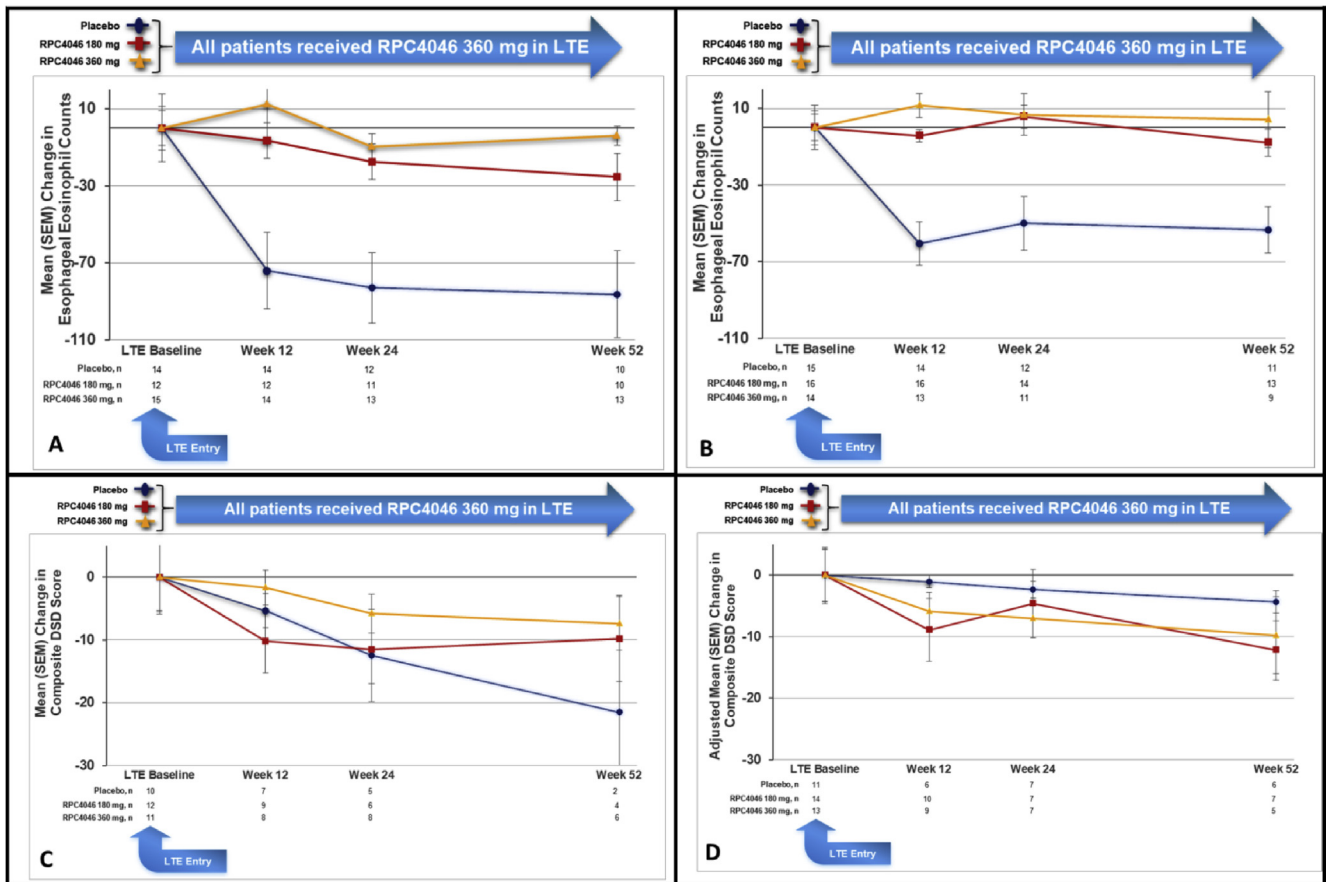 Placebo
RPC4046 180 mg
RPC4046 360 mg
All patients received RPC4046 360 mg in LTE
Mean (SEM) Change in
Esophageal Eosinophil Counts
10
-30
-70
-110
LTE Baseline Week 12 Week 24 Week 52
Placebo, n 14 14 12 10
RPC4046 180 mg, n 12 12 11 10
RPC4046 360 mg, n 15 14 13 13
LTE Entry
A
Placebo
RPC4046 180 mg
RPC4046 360 mg
All patients received RPC4046 360 mg in LTE
Mean (SEM) Change in
Esophageal Eosinophil Counts
10
-30
-70
-110
LTE Baseline Week 12 Week 24 Week 52
Placebo, n 15 14 12 11
RPC4046 180 mg, n 16 16 14 13
RPC4046 360 mg, n 14 13 11 9
LTE Entry
B
Placebo
RPC4046 180 mg
RPC4046 360 mg
All patients received RPC4046 360 mg in LTE
Mean (SEM) Change in
Composite DSD Score
0
-10
-20
-30
LTE Baseline Week 12 Week 24 Week 52
Placebo, n 10 7 5 2
RPC4046 180 mg, n 12 9 6 4
RPC4046 360 mg, n 11 8 8 6
LTE Entry
C
Placebo
RPC4046 180 mg
RPC4046 360 mg
All patients received RPC4046 360 mg in LTE
Adjusted Mean (SEM) Change in
Composite DSD Score
0
-10
-20
-30
LTE Baseline Week 12 Week 24 Week 52
Placebo, n 11 6 7 6
RPC4046 180 mg, n 14 10 7 7
RPC4046 360 mg, n 13 9 7 5
LTE Entry
D